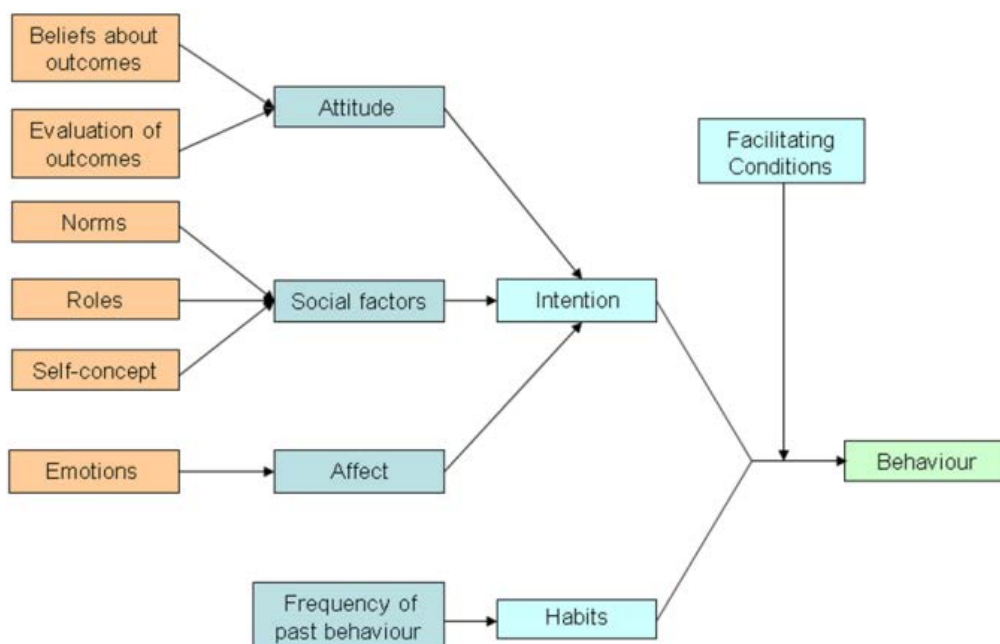 Beliefs about
outcomes
Evaluation of
outcomes
Norms
Roles
Self-concept
Emotions
Attitude
Social factors
Affect
Frequency of
past behaviour
Intention
Habits
Facilitating
Conditions
Behaviour